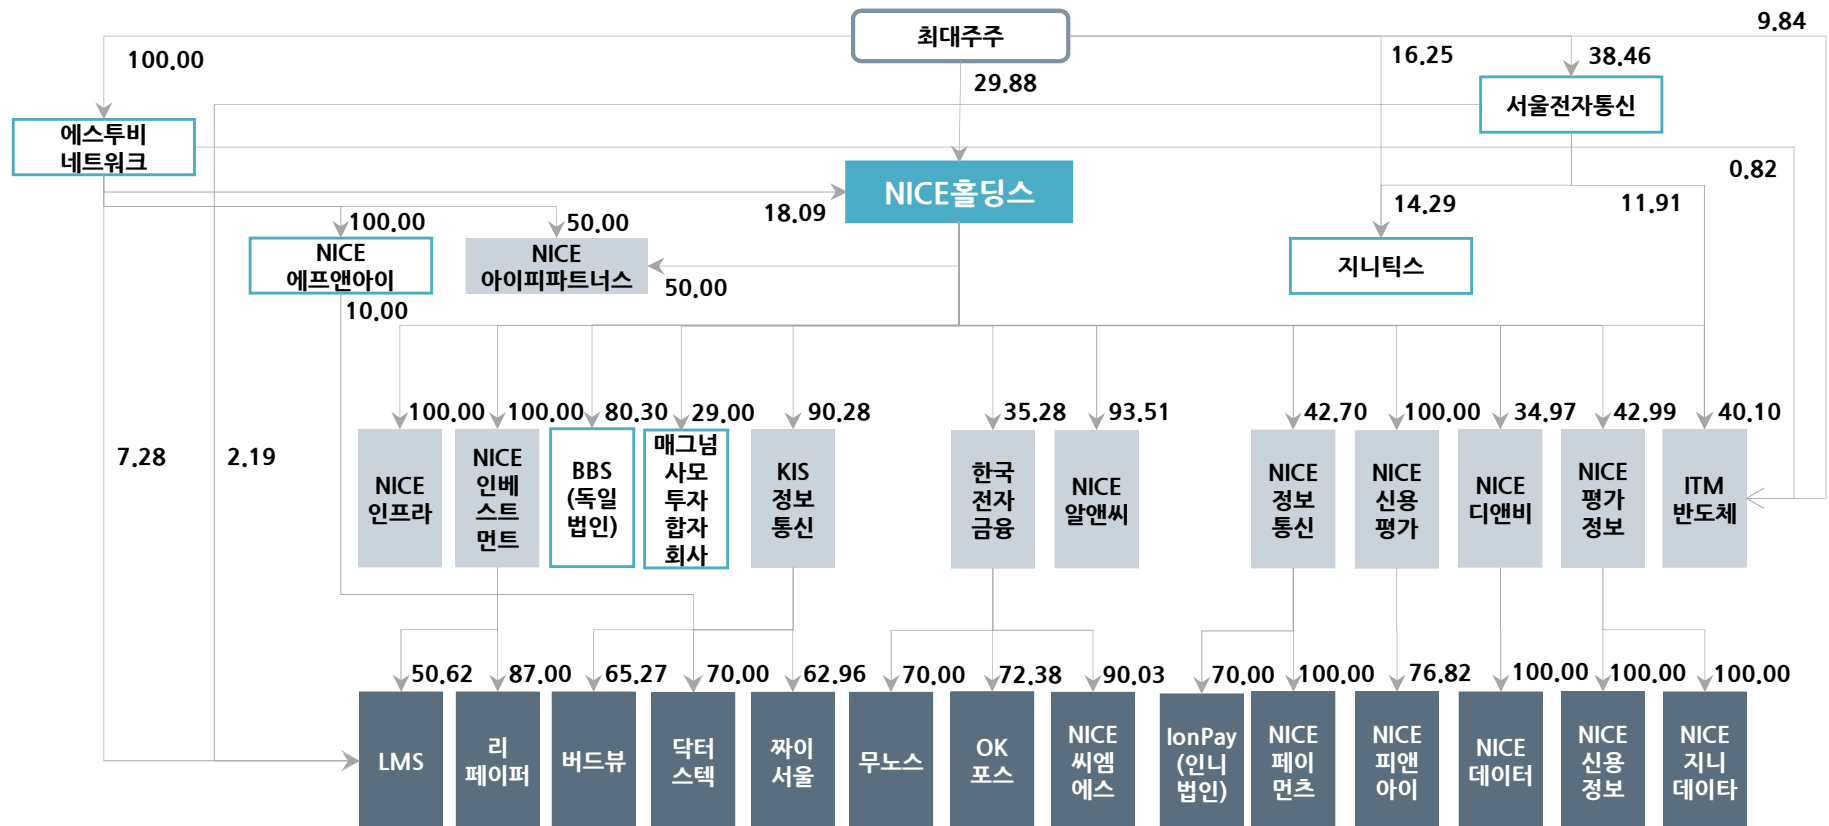 최대주주
9.84
100.00
29.88
16.25
38.46
에스투비
네트워크
서울전자통신
NICE홀딩스
0.82
18.09
14.29
11.91
100.00
50.00
NICE
에프앤아이
NICE
아이피파트너스
지니틱스
50.00
10.00
100.00
100.00
80.30
29.00
90.28
35.28
93.51
42.70
100.00
34.97
42.99
40.10
7.28
2.19
NICE
인프라
NICE
인베
스트
먼트
BBS
(독일
법인)
매그넘
사모
투자
합자
회사
KIS
정보
통신
한국
전자
금융
NICE
알앤씨
NICE
정보
통신
NICE
신용
평가
NICE
디앤비
NICE
평가
정보
ITM
반도체
50.62
87.00
65.27
70.00
62.96
70.00
72.38
90.03
70.00
100.00
76.82
100.00
100.00
100.00
LMS
리
페이퍼
버드뷰
닥터
스텍
짜이
서울
무노스
OK
포스
NICE
씨엠
에스
IonPay
(인니
법인)
NICE
페이
먼츠
NICE
피앤
아이
NICE
데이터
NICE
신용
정보
NICE
지니
데이타